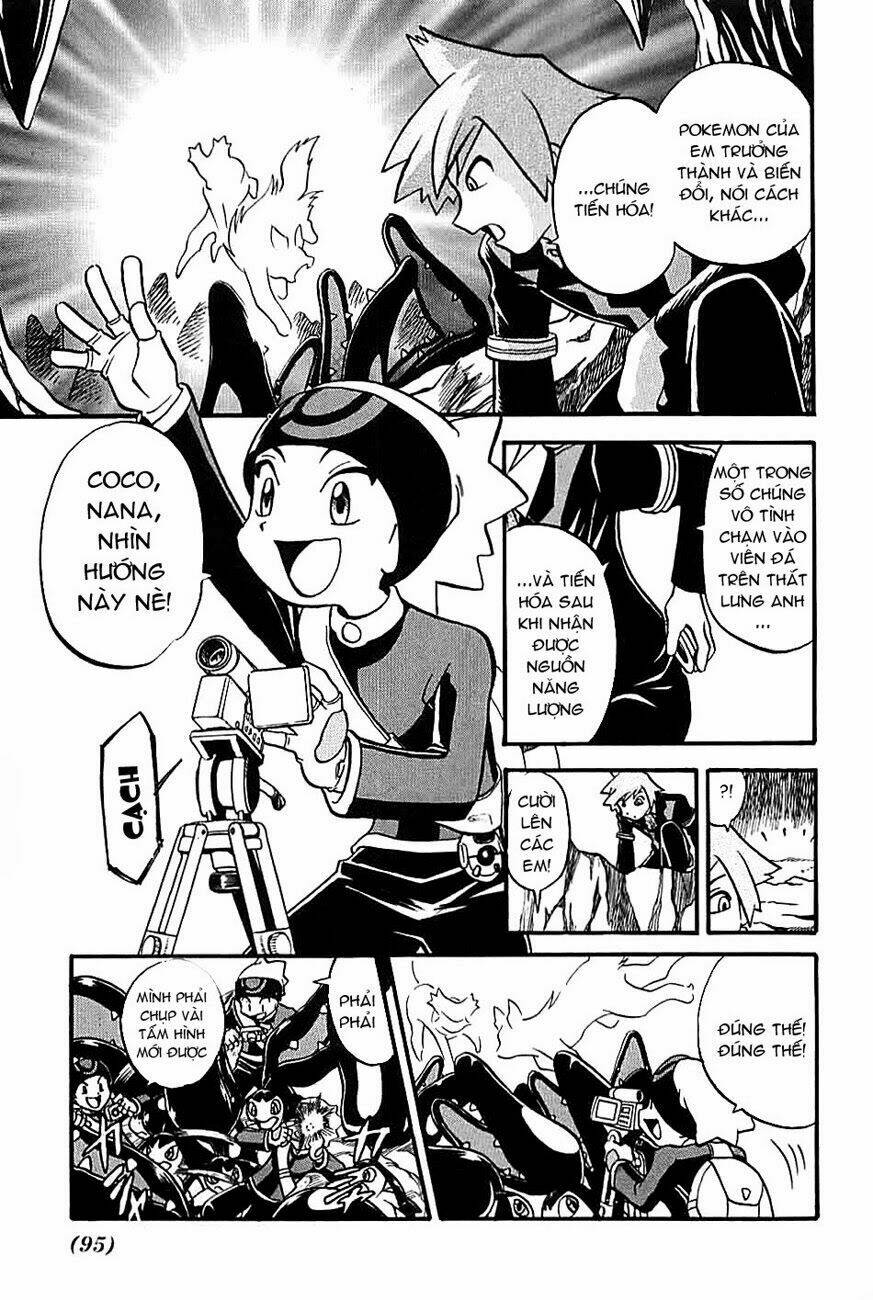 POKEMON CỦA
EM TRƯỞNG
THÀNH VÀ BIẾN
ĐỔI, NÓI CÁCH
KHÁC...
...CHÚNG
TIẾN HÓA!
MỘT TRONG
SỐ CHÚNG
VÔ TÌNH
CHẠM VÀO
VIÊN ĐÁ
TRÊN THẮT
LƯNG ANH
...
...VÀ TIẾN
HÓA SAU
KHI NHẬN
ĐƯỢC
NGUỒN
NĂNG
LƯỢNG
COCO,
NANA,
NHÌN
HƯỚNG
NÀY NÈ!
CẠCH
?!
CƯỜI
LÊN
CÁC
EM!
ĐÚNG THẾ!
ĐÚNG THẾ!
PHẢI
PHẢI
MÌNH PHẢI
CHỤP VÀI
TẤM HÌNH
MỚI ĐƯỢC
(95)